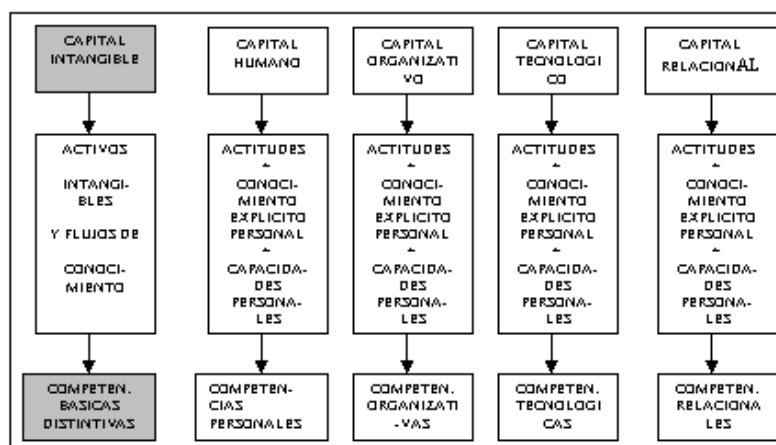 CAPITAL
INTANGIBLE
CAPITAL
HUMANO
CAPITAL
ORGANIZATI
VO
CAPITAL
TECNOLOGI
CO
CAPITAL
RELACIONAL
ACTIVOS
INTANGI-
BLES
Y FLUJOS DE
CONOCI-
MIENTO
ACTITUDES
+
CONOCI-
MIENTO
EXPLICITO
PERSONAL
+
CAPACIDA-
DES
PERSONA-
LES
ACTITUDES
+
CONOCI-
MIENTO
EXPLICITO
PERSONAL
+
CAPACIDA-
DES
PERSONA-
LES
ACTITUDES
+
CONOCI-
MIENTO
EXPLICITO
PERSONAL
+
CAPACIDA-
DES
PERSONA-
LES
ACTITUDES
+
CONOCI-
MIENTO
EXPLICITO
PERSONAL
+
CAPACIDA-
DES
PERSONA-
LES
COMPETEN.
BASICAS
DISTINTIVAS
COMPETEN-
CIAS
PERSONALES
COMPETEN.
ORGANIZATI
-VAS
COMPETEN.
TECNOLOGI
CAS
COMPETEN.
RELACIONA
LES